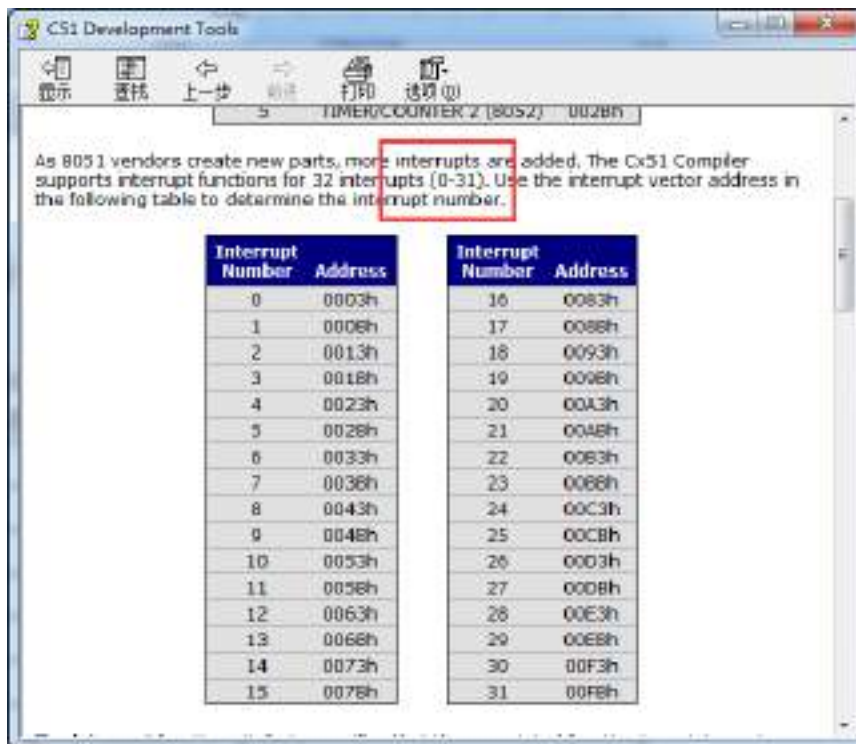 C51 Development Tools
显示 查找 上一步 前进 打印 选项(O)
5 TIMER/COUNTER 2 (8052) 002Bh
As 8051 vendors create new parts, more interrupts are added. The Cx51 Compiler
supports interrupt functions for 32 interrupts (0-31). Use the interrupt vector address in
the following table to determine the interrupt number.
Interrupt Number Address Interrupt Number Address
0 0003h 16 0083h
1 000Bh 17 008Bh
2 0013h 18 0093h
3 001Bh 19 009Bh
4 0023h 20 00A3h
5 002Bh 21 00ABh
6 0033h 22 00B3h
7 003Bh 23 00BBh
8 0043h 24 00C3h
9 004Bh 25 00CBh
10 0053h 26 00D3h
11 005Bh 27 00DBh
12 0063h 28 00E3h
13 006Bh 29 00EBh
14 0073h 30 00F3h
15 007Bh 31 00FBh